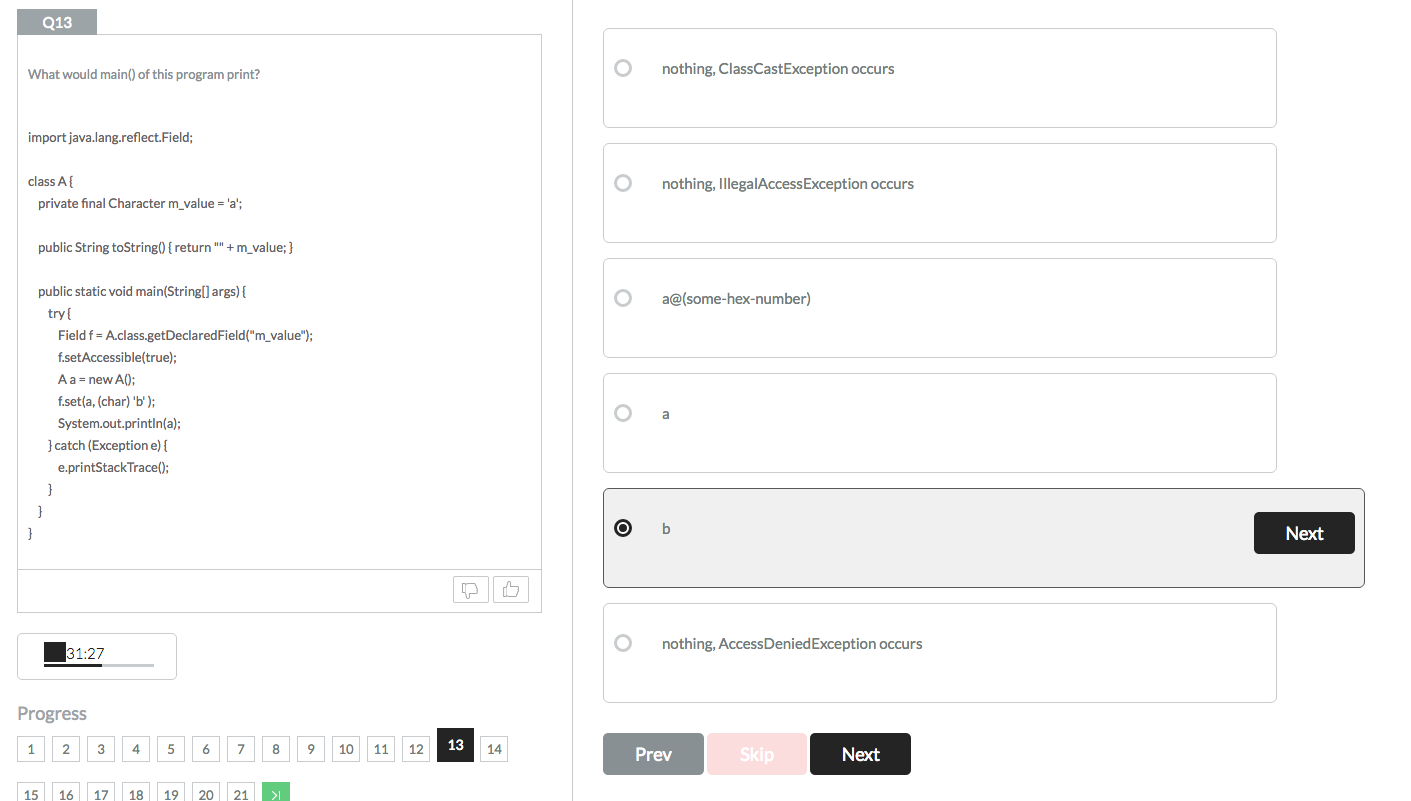 Q13
What would main() of this program print?
import java.lang.reflect.Field;
class A {
private final Character m_value = 'a';
public String toString() { return "" + m_value; }
public static void main(String[] args) {
try {
Field f = A.class.getDeclaredField("m_value");
f.setAccessible(true);
A a = new A();
f.set(a, (char) 'b' );
System.out.println(a);
} catch (Exception e) {
e.printStackTrace();
}
}
}
31:27
Progress
1 2 3 4 5 6 7 8 9 10 11 12 13 14
15 16 17 18 19 20 21 >|
nothing, ClassCastException occurs
nothing, IllegalAccessException occurs
a@(some-hex-number)
a
b
Next
nothing, AccessDeniedException occurs
Prev Skip Next